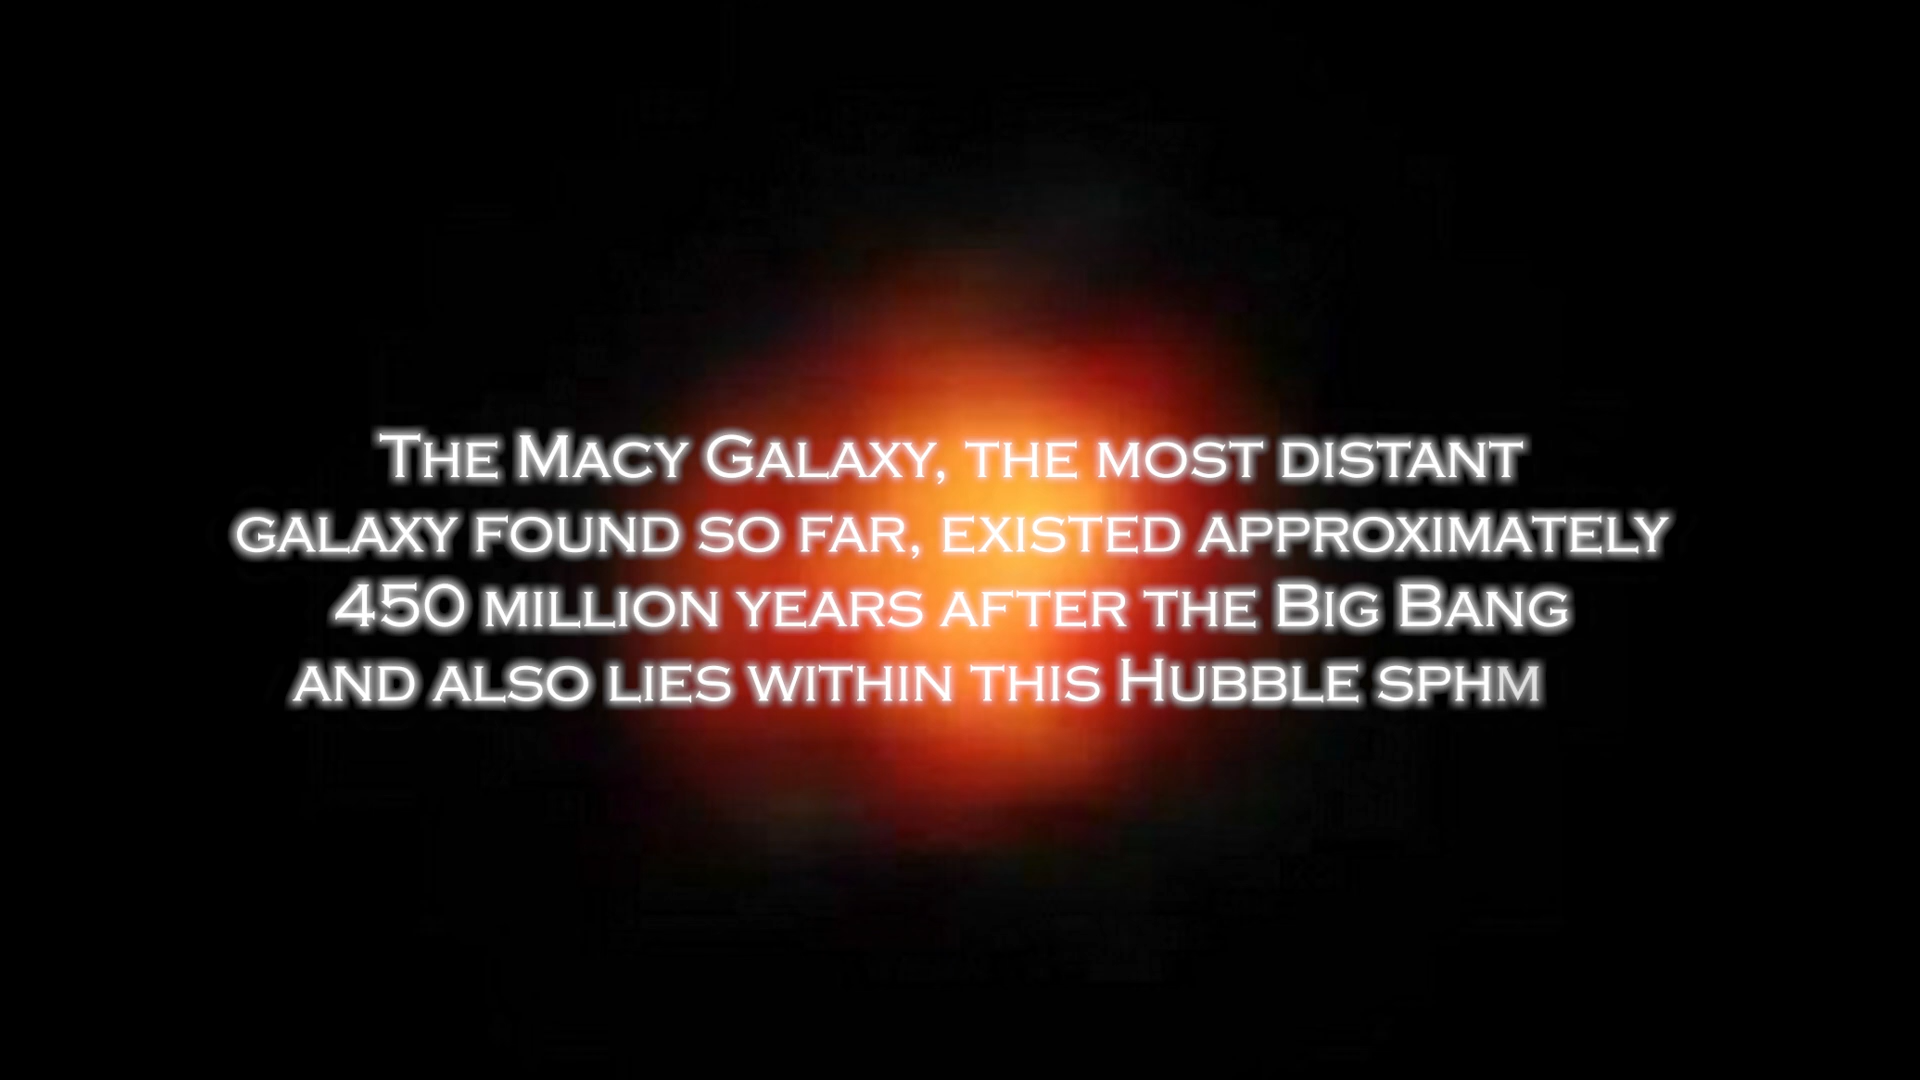 The Macy Galaxy, the most distant
galaxy found so far, existed approximately
450 million years after the Big Bang
and also lies within this Hubble sphm